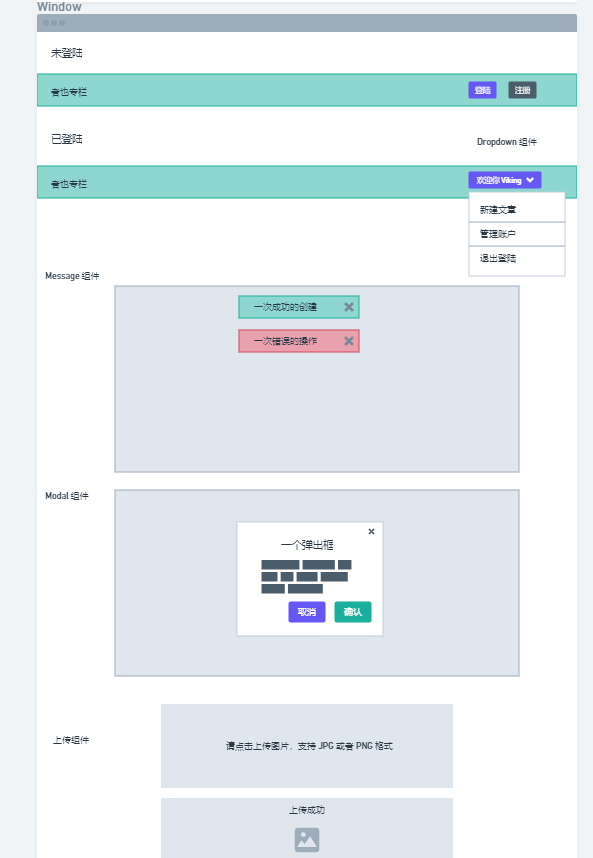 Window
未登陆
者也专栏
登陆
注册
已登陆
Dropdown 组件
者也专栏
欢迎你 Viking
新建文章
管理账户
退出登陆
Message 组件
一次成功的创建
一次错误的操作
Modal 组件
一个弹出框
取消
确认
上传组件
请点击上传图片，支持 JPG 或者 PNG 格式
上传成功